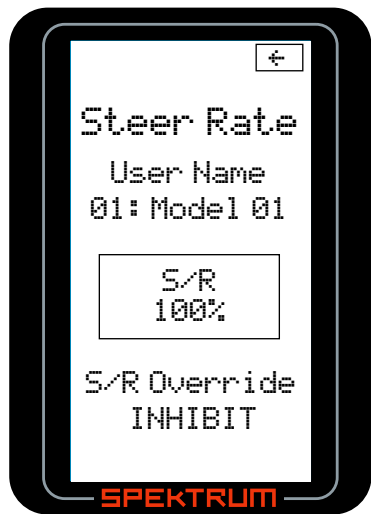 ←
Steer Rate
User Name
01: Model 01
S/R
100%
S/R Override
INHIBIT
SPEKTRUM